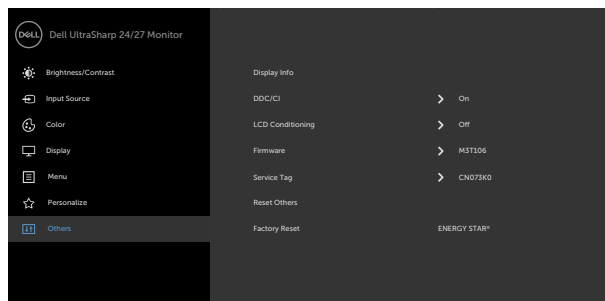 DELL Dell UltraSharp 24/27 Monitor
Brightness/Contrast Display Info
Input Source DDC/CI On
Color LCD Conditioning Off
Display Firmware M3T106
Menu Service Tag CN073K0
Personalize Reset Others
Others Factory Reset ENERGY STAR®